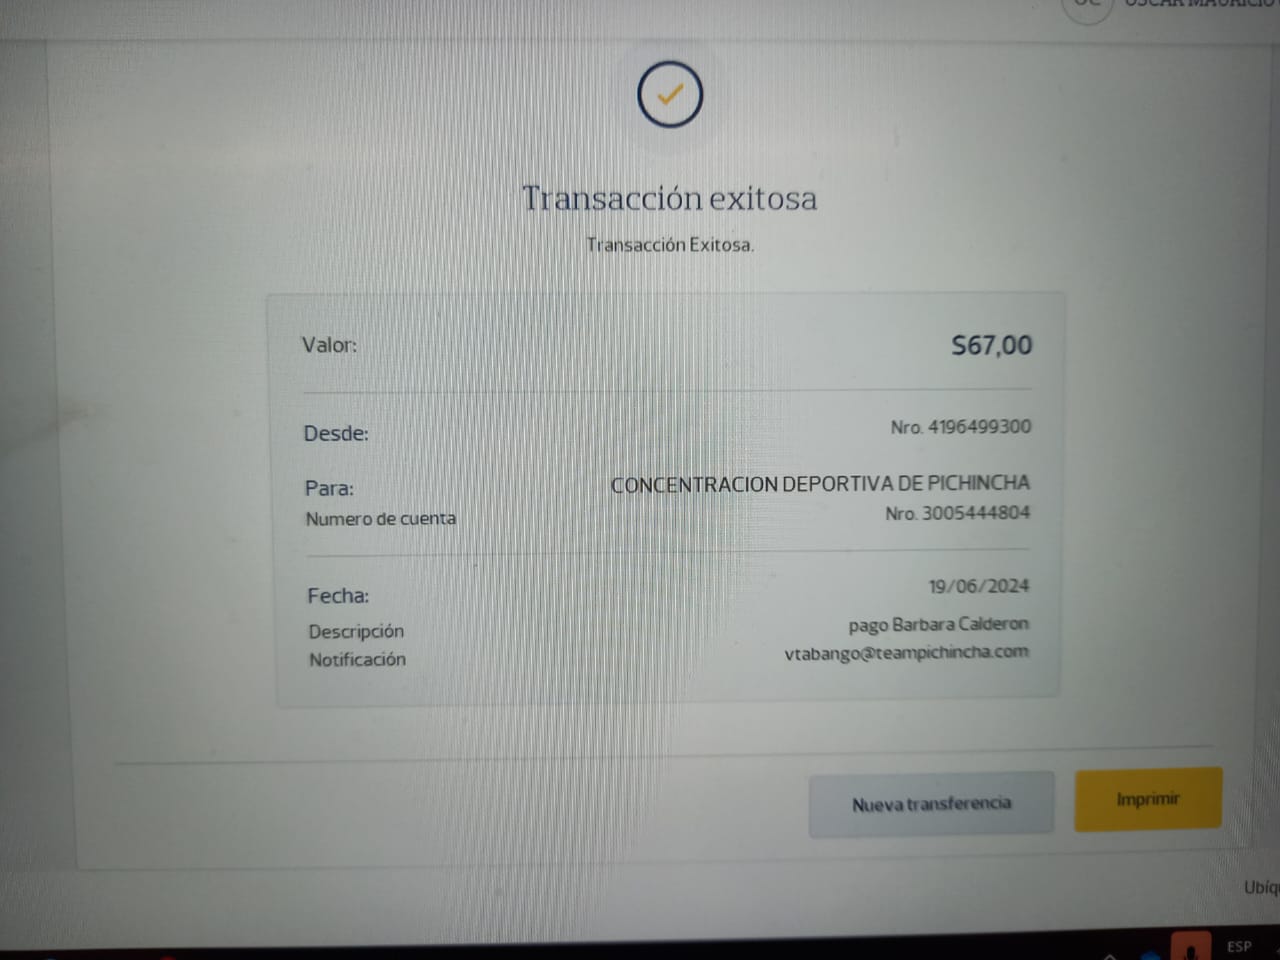 OSCAR MAURICIO
Transacción exitosa
Transacción Exitosa.
Valor:
$67,00
Desde:
Nro. 4196499300
Para:
CONCENTRACION DEPORTIVA DE PICHINCHA
Numero de cuenta
Nro. 3005444804
Fecha:
19/06/2024
Descripción
pago Barbara Calderon
Notificación
vtabango@teampichincha.com
Nueva transferencia
Imprimir
ESP